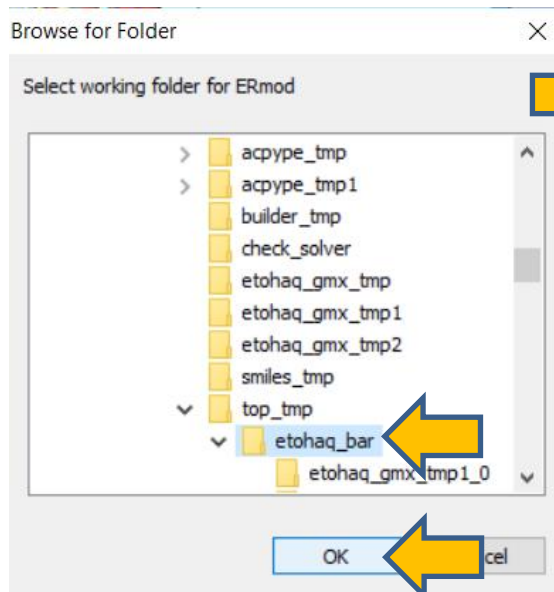 Browse for Folder
Select working folder for ERmod
acpype_tmp
acpype_tmp1
builder_tmp
check_solver
etohaq_gmx_tmp
etohaq_gmx_tmp1
etohaq_gmx_tmp2
smiles_tmp
top_tmp
etohaq_bar
etohaq_gmx_tmp1_0
OK
cel